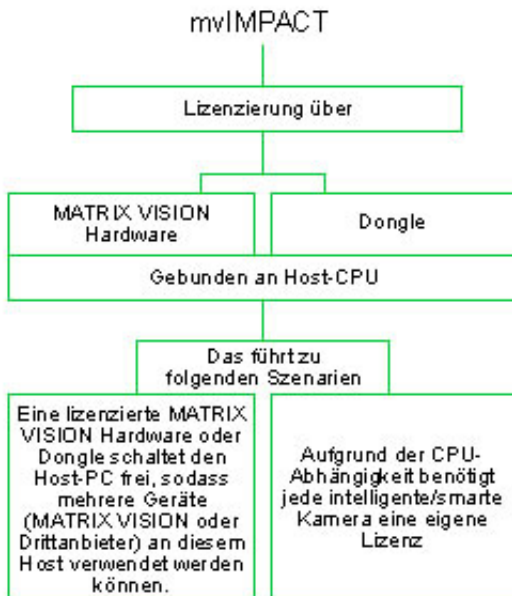 mvIMPACT
Lizenzierung über
MATRIX VISION
Hardware
Dongle
Gebunden an Host-CPU
Das führt zu
folgenden Szenarien
Eine lizenzierte MATRIX
VISION Hardware oder
Dongle schaltet den
Host-PC frei, sodass
mehrere Geräte
(MATRIX VISION oder
Drittanbieter) an diesem
Host verwendet werden
können.
Aufgrund der CPU-
Abhängigkeit benötigt
jede intelligente/smarte
Kamera eine eigene
Lizenz